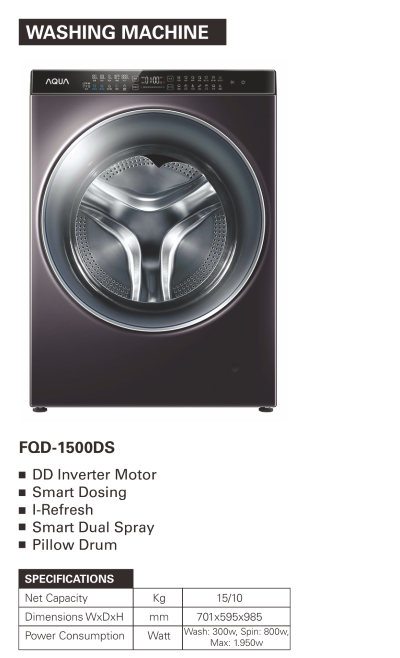 WASHING MACHINE
AQUA
FQD-1500DS
■ DD Inverter Motor
■ Smart Dosing
■ I-Refresh
■ Smart Dual Spray
■ Pillow Drum
SPECIFICATIONS
Net Capacity Kg 15/10
Dimensions WxDxH mm 701x595x985
Power Consumption Watt Wash: 300w, Spin: 800w,
Max: 1.950w